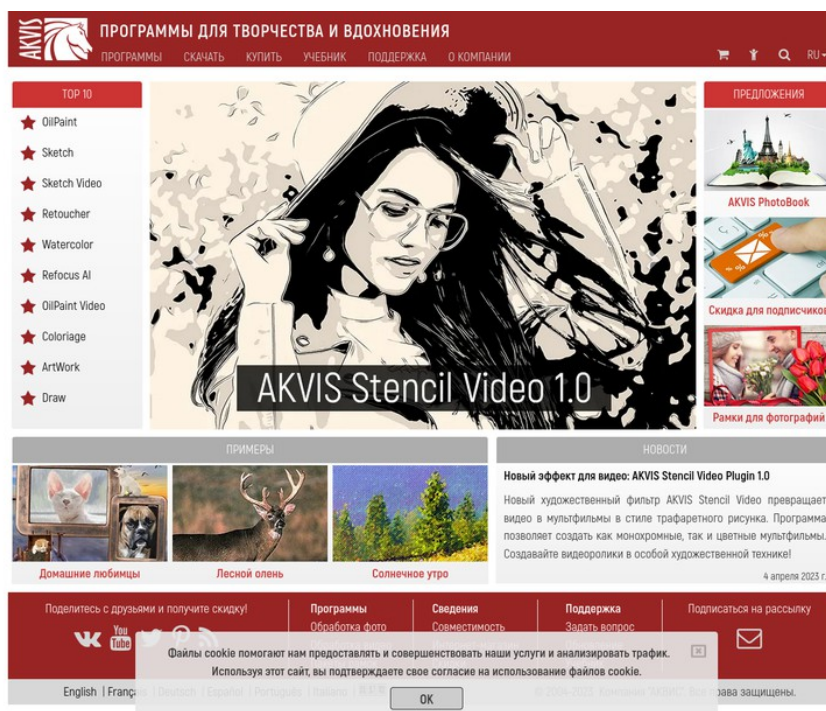 AKVIS
ПРОГРАММЫ ДЛЯ ТВОРЧЕСТВА И ВДОХНОВЕНИЯ
ПРОГРАММЫ СКАЧАТЬ КУПИТЬ УЧЕБНИК ПОДДЕРЖКА О КОМПАНИИ
RU
TOP 10
OilPaint
Sketch
Sketch Video
Retoucher
Watercolor
Refocus AI
OilPaint Video
Coloriage
ArtWork
Draw
AKVIS Stencil Video 1.0
ПРЕДЛОЖЕНИЯ
AKVIS PhotoBook
Скидка для подписчиков
Рамки для фотографий
ПРИМЕРЫ
Домашние любимцы
Лесной олень
Солнечное утро
НОВОСТИ
Новый эффект для видео: AKVIS Stencil Video Plugin 1.0
Новый художественный фильтр AKVIS Stencil Video превращает
видео в мультфильмы в стиле трафаретного рисунка. Программа
позволяет создать как монохромные, так и цветные мультфильмы.
Создавайте видеоролики в особой художественной технике!
4 апреля 2023 г.
Поделитесь с друзьями и получите скидку!
You
Tube
Программы
Обработка фото
Сведения
Совместимость
Поддержка
Задать вопрос
Подписаться на рассылку
Файлы cookie помогают нам предоставлять и совершенствовать наши услуги и анализировать трафик.
Используя этот сайт, вы подтверждаете свое согласие на использование файлов cookie.
OK
English | Français | Deutsch | Español | Português | Italiano |
© 2004-2023. Компания "АКВИС". Все права защищены.